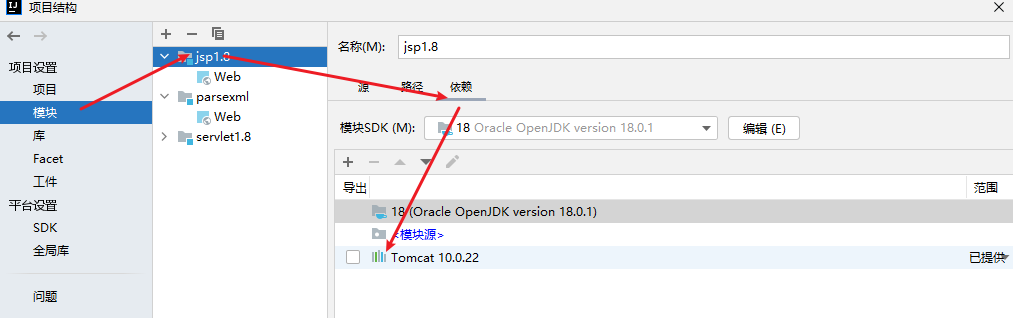 项目结构
项目设置
项目
模块
库
Facet
工件
平台设置
SDK
全局库
问题
jsp1.8
Web
parsexml
Web
servlet1.8
名称(M): jsp1.8
源 路径 依赖
模块SDK (M): 18 Oracle OpenJDK version 18.0.1 编辑 (E)
导出 范围
18 (Oracle OpenJDK version 18.0.1)
<模块源>
Tomcat 10.0.22 已提供